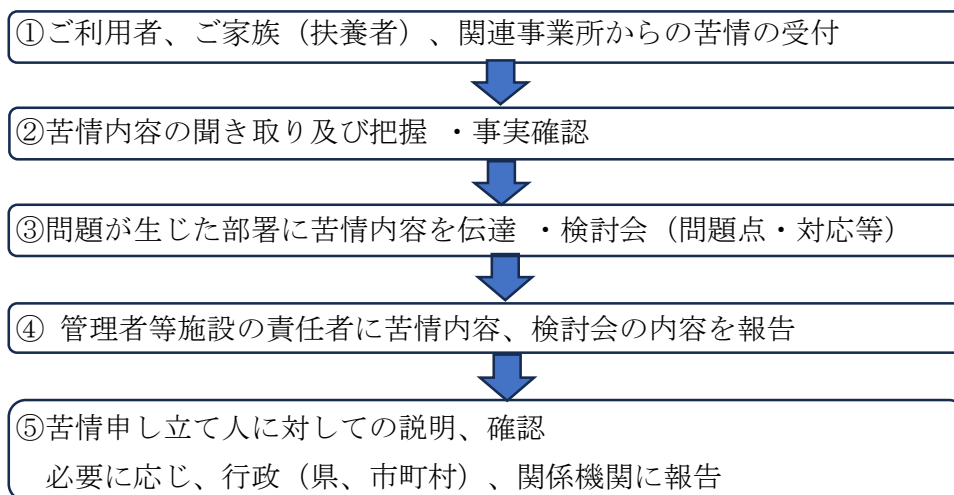 ①ご利用者、ご家族（扶養者）、関連事業所からの苦情の受付
②苦情内容の聞き取り及び把握 ・事実確認
③問題が生じた部署に苦情内容を伝達 ・検討会（問題点・対応等）
④ 管理者等施設の責任者に苦情内容、検討会の内容を報告
⑤苦情申し立て人に対しての説明、確認
必要に応じ、行政（県、市町村）、関係機関に報告